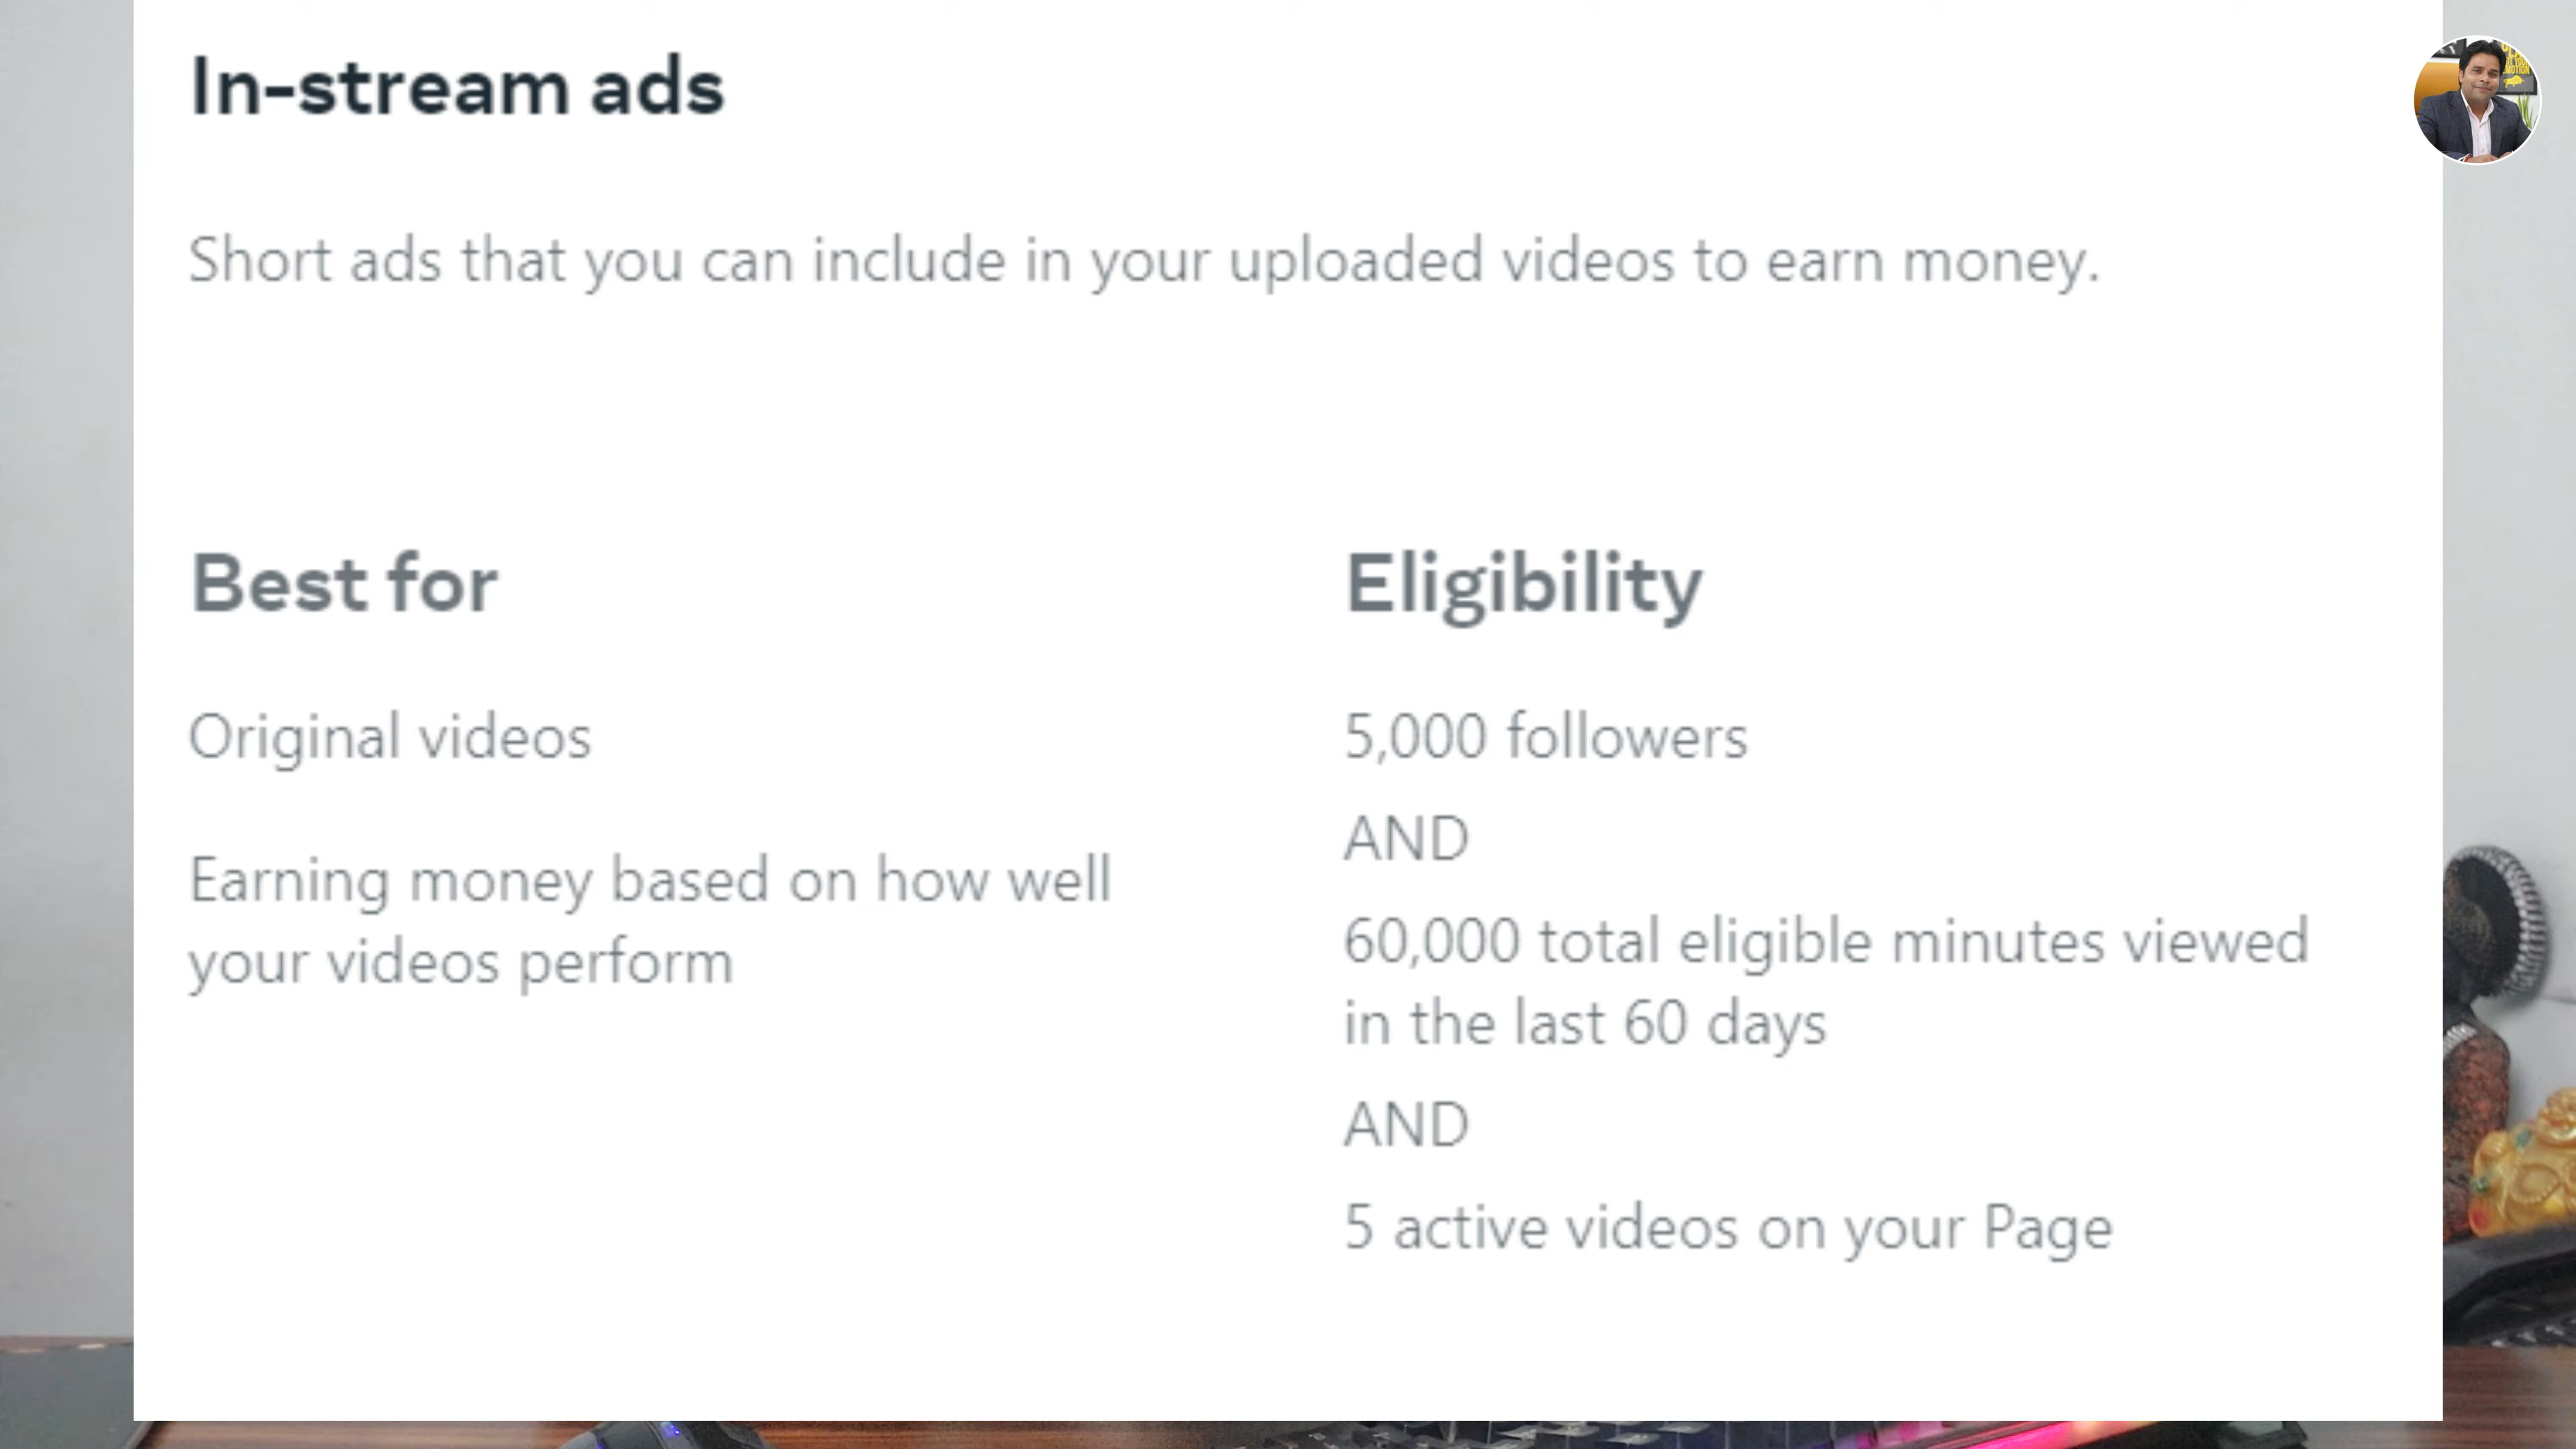 In-stream ads
Short ads that you can include in your uploaded videos to earn money.
Best for
Original videos
Earning money based on how well
your videos perform
Eligibility
5,000 followers
AND
60,000 total eligible minutes viewed
in the last 60 days
AND
5 active videos on your Page